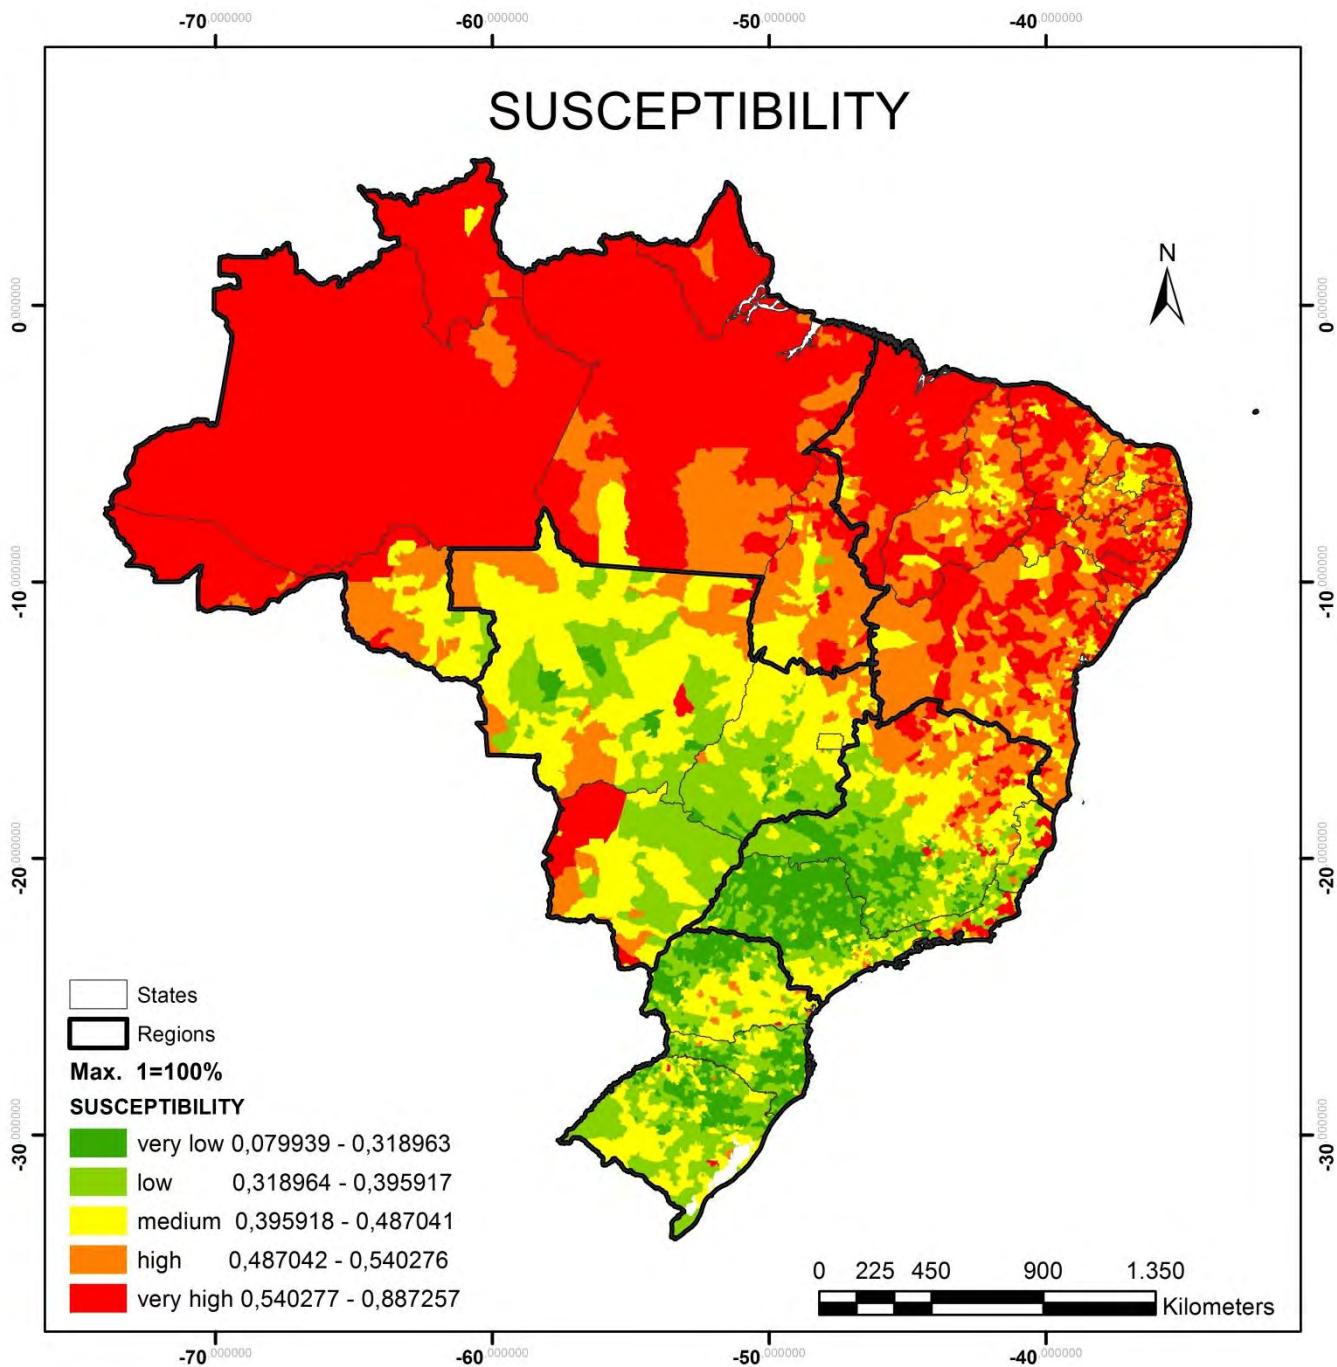 -70,000000 -60,000000 -50,000000 -40,000000
SUSCEPTIBILITY
N
0,000000 0,000000
-10,000000 -10,000000
-20,000000 -20,000000
-30,000000 -30,000000
States
Regions
Max. 1=100%
SUSCEPTIBILITY
very low 0,079939 - 0,318963
low 0,318964 - 0,395917
medium 0,395918 - 0,487041
high 0,487042 - 0,540276
very high 0,540277 - 0,887257
0 225 450 900 1.350
Kilometers
-70,000000 -60,000000 -50,000000 -40,000000